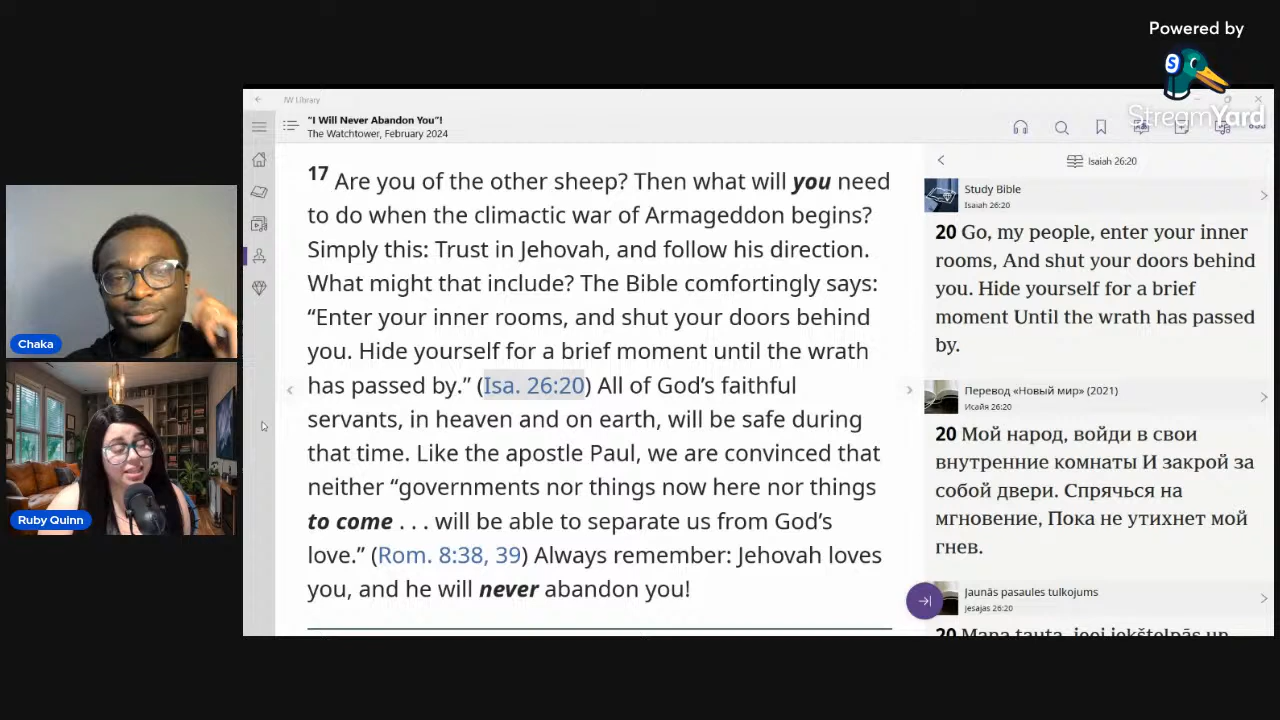 Powered by
StreamYard
JW Library
"I Will Never Abandon You"!
The Watchtower, February 2024
17 Are you of the other sheep? Then what will you need
to do when the climactic war of Armageddon begins?
Simply this: Trust in Jehovah, and follow his direction.
What might that include? The Bible comfortingly says:
“Enter your inner rooms, and shut your doors behind
you. Hide yourself for a brief moment until the wrath
has passed by.” (Isa. 26:20) All of God’s faithful
servants, in heaven and on earth, will be safe during
that time. Like the apostle Paul, we are convinced that
neither “governments nor things now here nor things
to come . . . will be able to separate us from God’s
love.” (Rom. 8:38, 39) Always remember: Jehovah loves
you, and he will never abandon you!
Isaiah 26:20
Study Bible
Isaiah 26:20
20 Go, my people, enter your inner
rooms, And shut your doors behind
you. Hide yourself for a brief
moment Until the wrath has passed
by.
Перевод «Новый мир» (2021)
Исайя 26:20
20 Мой народ, войди в свои
внутренние комнаты И закрой за
собой двери. Спрячься на
мгновение, Пока не утихнет мой
гнев.
Jaunās pasaules tulkojums
Jesajas 26:20
20 Mana tauta, ieej iekštelpās un
Chaka
Ruby Quinn